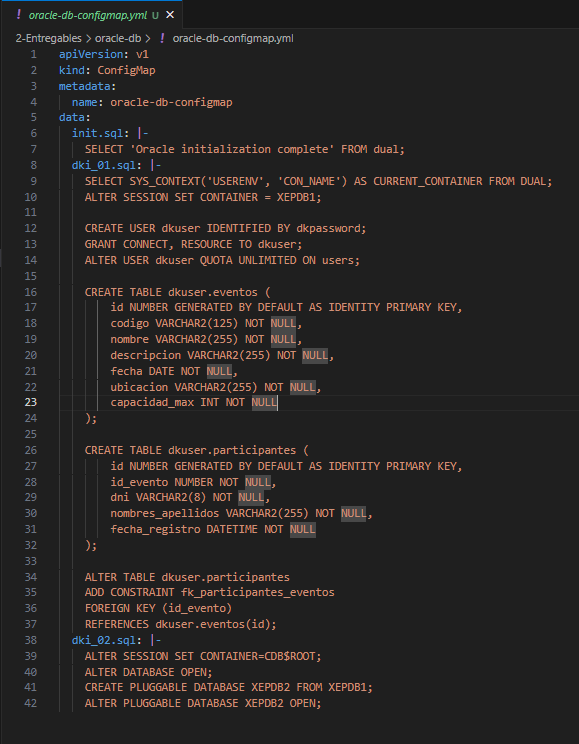 ! oracle-db-configmap.yml U ×
2-Entregables > oracle-db > ! oracle-db-configmap.yml
1 apiVersion: v1
2 kind: ConfigMap
3 metadata:
4 name: oracle-db-configmap
5 data:
6 init.sql: |-
7 SELECT 'Oracle initialization complete' FROM dual;
8 dki_01.sql: |-
9 SELECT SYS_CONTEXT('USERENV', 'CON_NAME') AS CURRENT_CONTAINER FROM DUAL;
10 ALTER SESSION SET CONTAINER = XEPDB1;
11
12 CREATE USER dkuser IDENTIFIED BY dkpassword;
13 GRANT CONNECT, RESOURCE TO dkuser;
14 ALTER USER dkuser QUOTA UNLIMITED ON users;
15
16 CREATE TABLE dkuser.eventos (
17 id NUMBER GENERATED BY DEFAULT AS IDENTITY PRIMARY KEY,
18 codigo VARCHAR2(125) NOT NULL,
19 nombre VARCHAR2(255) NOT NULL,
20 descripcion VARCHAR2(255) NOT NULL,
21 fecha DATE NOT NULL,
22 ubicacion VARCHAR2(255) NOT NULL,
23 capacidad_max INT NOT NULL
24 );
25
26 CREATE TABLE dkuser.participantes (
27 id NUMBER GENERATED BY DEFAULT AS IDENTITY PRIMARY KEY,
28 id_evento NUMBER NOT NULL,
29 dni VARCHAR2(8) NOT NULL,
30 nombres_apellidos VARCHAR2(255) NOT NULL,
31 fecha_registro DATETIME NOT NULL
32 );
33
34 ALTER TABLE dkuser.participantes
35 ADD CONSTRAINT fk_participantes_eventos
36 FOREIGN KEY (id_evento)
37 REFERENCES dkuser.eventos(id);
38 dki_02.sql: |-
39 ALTER SESSION SET CONTAINER=CDB$ROOT;
40 ALTER DATABASE OPEN;
41 CREATE PLUGGABLE DATABASE XEPDB2 FROM XEPDB1;
42 ALTER PLUGGABLE DATABASE XEPDB2 OPEN;